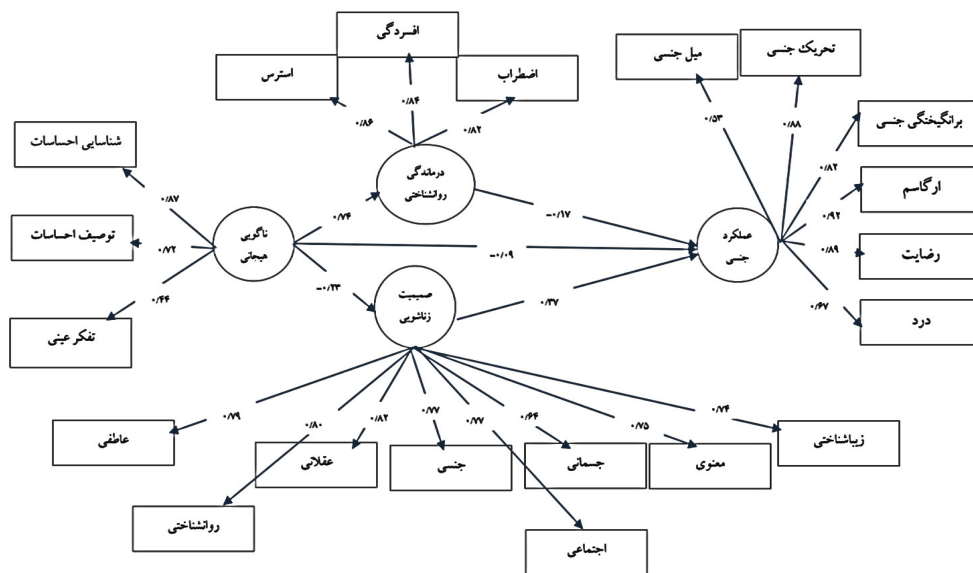 افسردگی
استرس
اضطراب
۰/۸۶
۰/۸۴
۰/۸۲
میل جنسی
تحریک جنسی
۰/۵۳
۰/۸۸
برانگیختگی جنسی
۰/۸۲
ارگاسم
۰/۹۲
رضایت
۰/۸۹
درد
۰/۶۷
شناسایی احساسات
۰/۸۷
توصیف احساسات
۰/۷۲
تفکر عینی
۰/۴۴
ناگویی
هیجانی
۰/۷۴
درماندگی
روانشناختی
-۰/۱۷
-۰/۰۹
عملکرد
جنسی
-۰/۲۳
صمیمیت
زناشویی
۰/۳۷
۰/۷۹
۰/۸۰
۰/۸۲
۰/۷۷
۰/۷۷
۰/۶۴
۰/۷۵
۰/۷۴
عاطفی
عقلانی
جنسی
جسمانی
معنوی
زیباشناختی
روانشناختی
اجتماعی